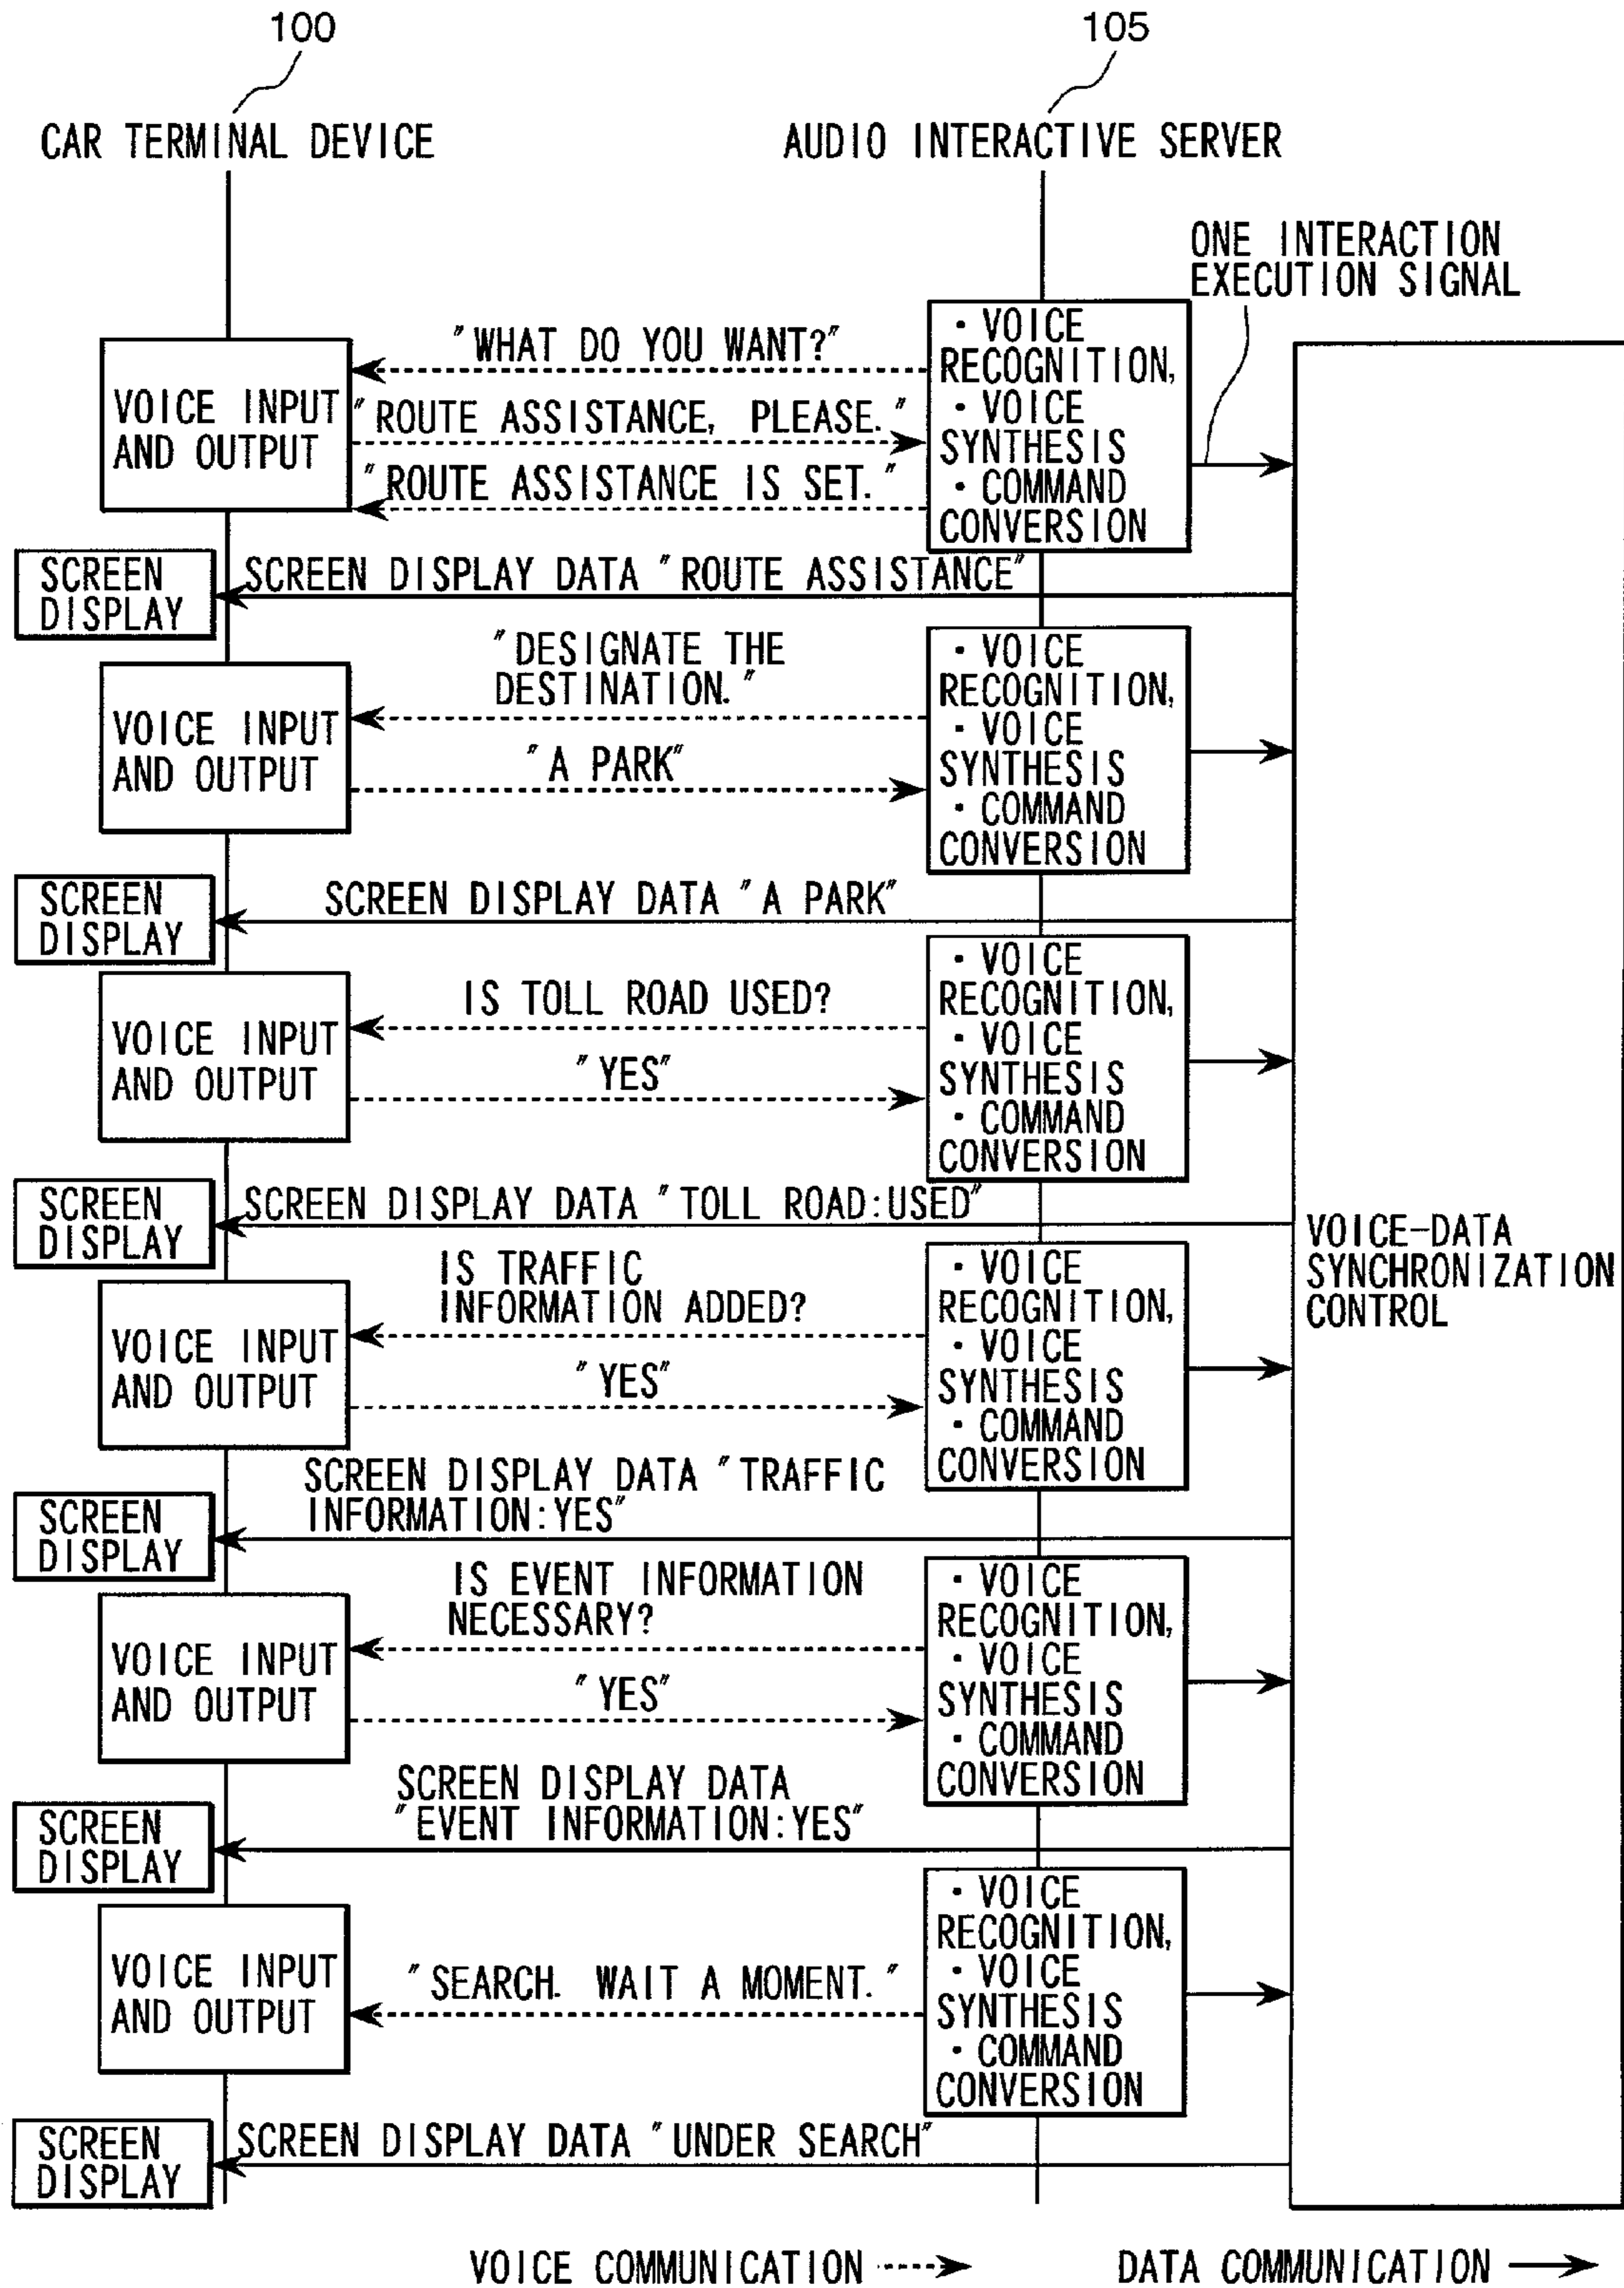 100
105
CAR TERMINAL DEVICE
AUDIO INTERACTIVE SERVER
ONE INTERACTION
EXECUTION SIGNAL
VOICE INPUT
AND OUTPUT
"WHAT DO YOU WANT?"
"ROUTE ASSISTANCE, PLEASE."
"ROUTE ASSISTANCE IS SET."
・VOICE
RECOGNITION,
・VOICE
SYNTHESIS
・COMMAND
CONVERSION
SCREEN
DISPLAY
SCREEN DISPLAY DATA "ROUTE ASSISTANCE"
VOICE INPUT
AND OUTPUT
"DESIGNATE THE
DESTINATION."
"A PARK"
・VOICE
RECOGNITION,
・VOICE
SYNTHESIS
・COMMAND
CONVERSION
SCREEN
DISPLAY
SCREEN DISPLAY DATA "A PARK"
VOICE INPUT
AND OUTPUT
IS TOLL ROAD USED?
"YES"
・VOICE
RECOGNITION,
・VOICE
SYNTHESIS
・COMMAND
CONVERSION
SCREEN
DISPLAY
SCREEN DISPLAY DATA "TOLL ROAD:USED"
VOICE-DATA
SYNCHRONIZATION
CONTROL
VOICE INPUT
AND OUTPUT
IS TRAFFIC
INFORMATION ADDED?
"YES"
・VOICE
RECOGNITION,
・VOICE
SYNTHESIS
・COMMAND
CONVERSION
SCREEN
DISPLAY
SCREEN DISPLAY DATA "TRAFFIC
INFORMATION:YES"
VOICE INPUT
AND OUTPUT
IS EVENT INFORMATION
NECESSARY?
"YES"
・VOICE
RECOGNITION,
・VOICE
SYNTHESIS
・COMMAND
CONVERSION
SCREEN
DISPLAY
SCREEN DISPLAY DATA
"EVENT INFORMATION:YES"
VOICE INPUT
AND OUTPUT
"SEARCH. WAIT A MOMENT."
・VOICE
RECOGNITION,
・VOICE
SYNTHESIS
・COMMAND
CONVERSION
SCREEN
DISPLAY
SCREEN DISPLAY DATA "UNDER SEARCH"
VOICE COMMUNICATION
DATA COMMUNICATION